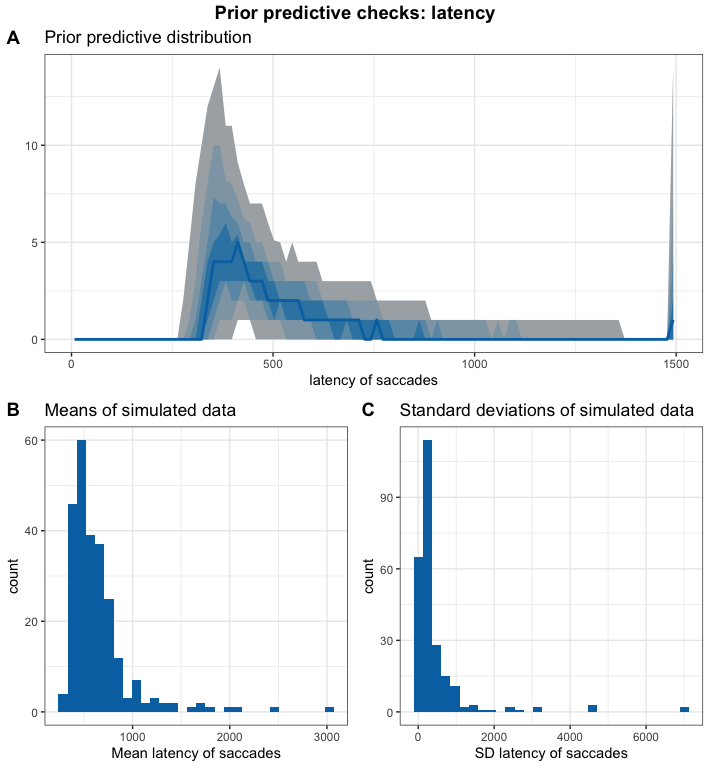 Prior predictive checks: latency
A Prior predictive distribution
10
5
0
0 500 1000 1500
latency of saccades
B Means of simulated data
60
40
20
0
count
1000 2000 3000
Mean latency of saccades
C Standard deviations of simulated data
90
60
30
0
count
0 2000 4000 6000
SD latency of saccades